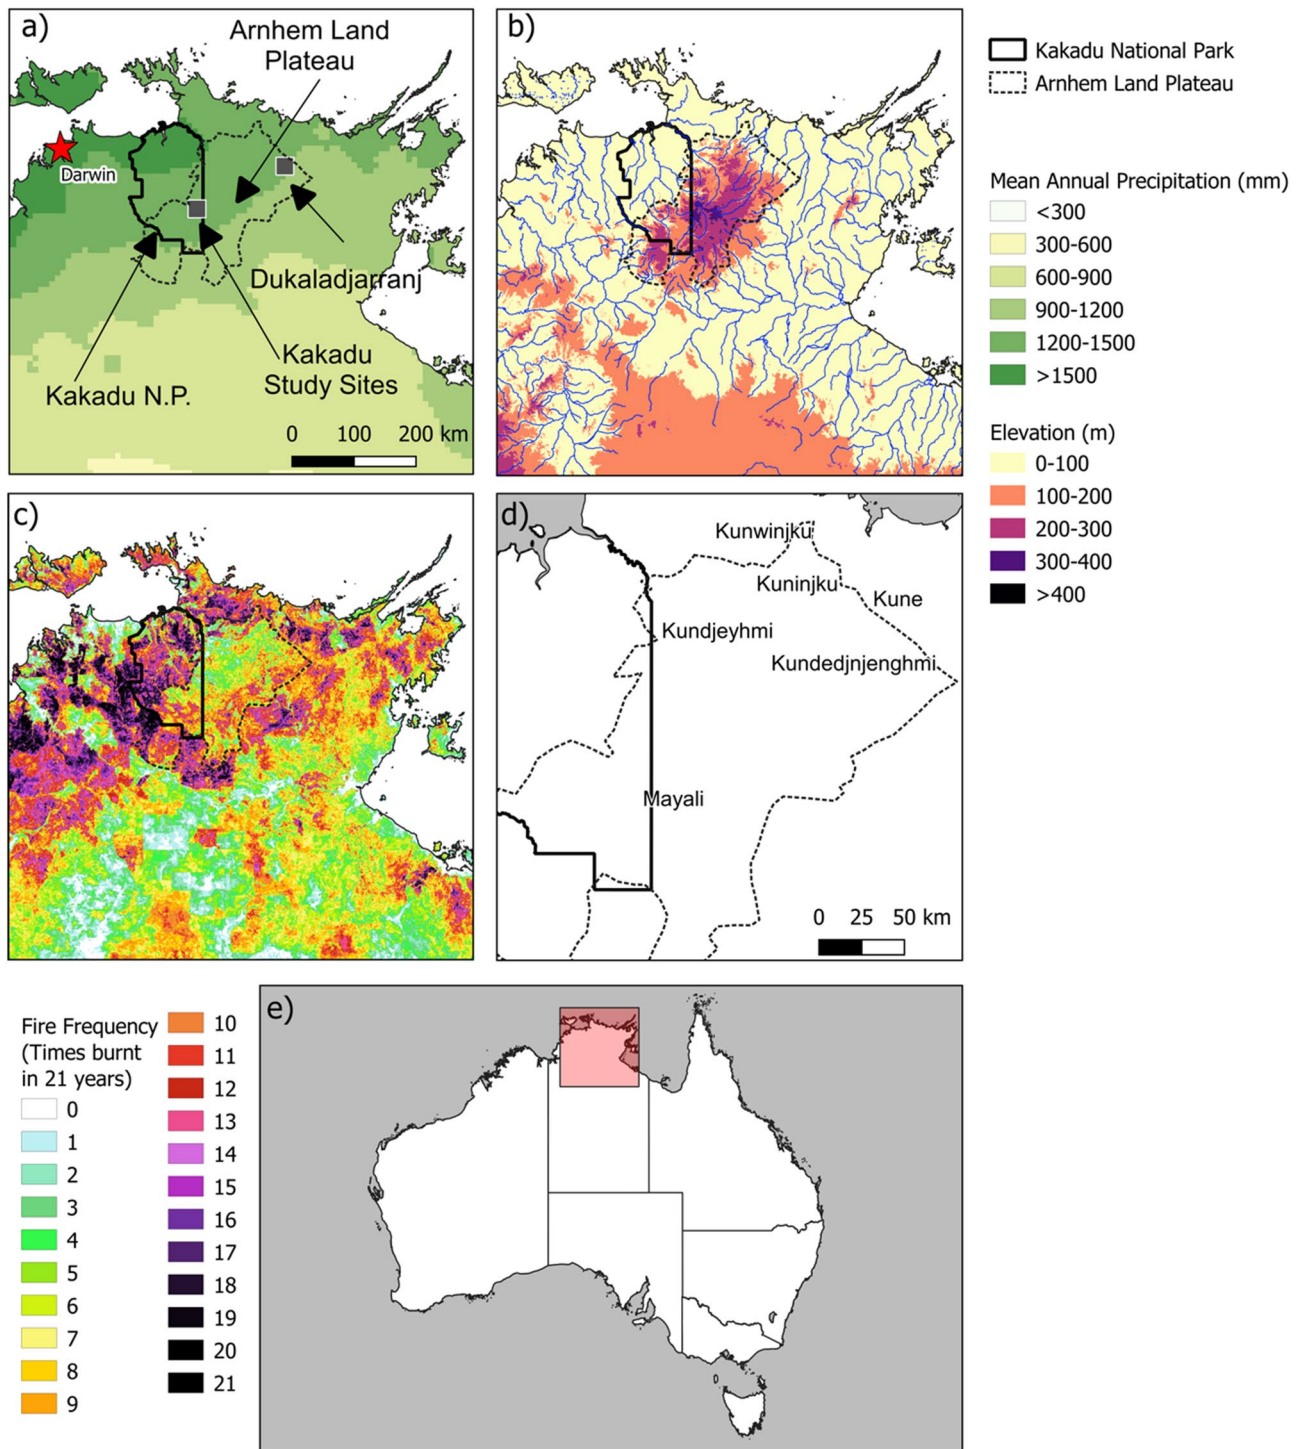 a)
Arnhem Land
Plateau
Darwin
Dukaladjarranj
Kakadu
Study Sites
Kakadu N.P.
0 100 200 km
b)
Kakadu National Park
Arnhem Land Plateau
Mean Annual Precipitation (mm)
<300
300-600
600-900
900-1200
1200-1500
>1500
Elevation (m)
0-100
100-200
200-300
300-400
>400
c)
d)
Kunwinjku
Kuninjku
Kune
Kundjeyhmi
Kundedjnjenghmi
Mayali
0 25 50 km
Fire Frequency
(Times burnt
in 21 years)
0
1
2
3
4
5
6
7
8
9
10
11
12
13
14
15
16
17
18
19
20
21
e)